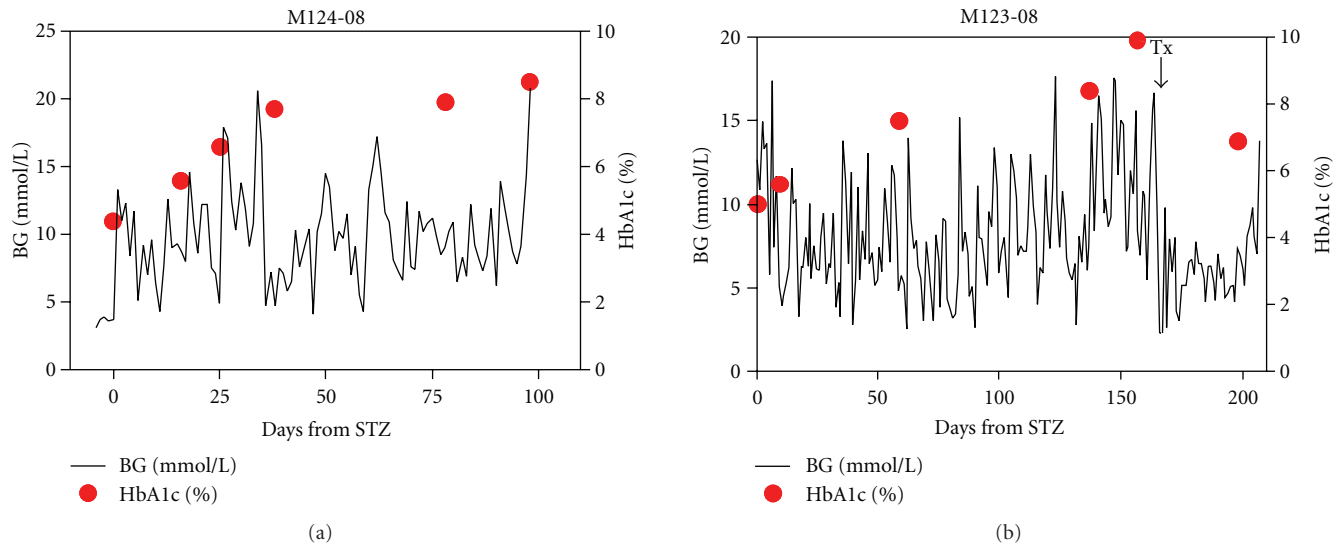 M124-08
25
20
15
10
5
0
BG (mmol/L)
10
8
6
4
2
0
HbA1c (%)
0 25 50 75 100
Days from STZ
BG (mmol/L)
HbA1c (%)
(a)
M123-08
Tx
20
15
10
5
0
BG (mmol/L)
10
8
6
4
2
0
HbA1c (%)
0 50 100 150 200
Days from STZ
BG (mmol/L)
HbA1c (%)
(b)